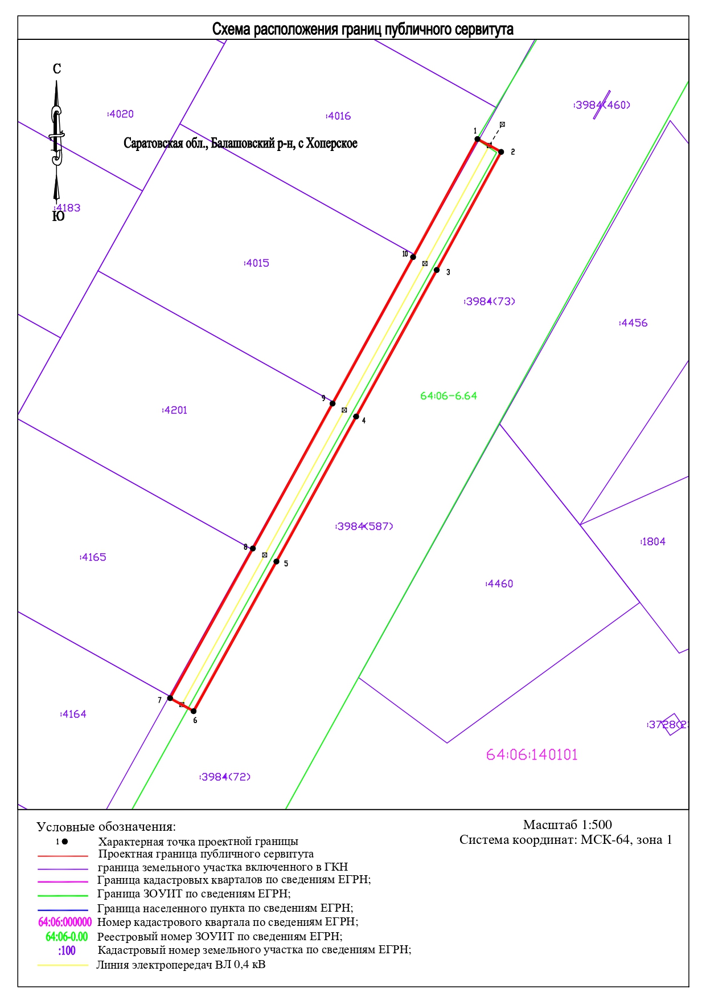 Схема расположения границ публичного сервитута
С
:3984(460)
:4020
:4016
1
Саратовская обл., Балашовский р-н, с Хоперское
2
:4183
Ю
10
:4015
3
:3984(73)
:4456
64:06-6.64
9
:4201
4
:3984(587)
:1804
8
:4165
5
:4460
7
:4164
6
:3728(2)
64:06:140101
:3984(72)
Условные обозначения:
Масштаб 1:500
Система координат: МСК-64, зона 1
1 Характерная точка проектной границы
Проектная граница публичного сервитута
граница земельного участка включенного в ГКН
Граница кадастровых кварталов по сведениям ЕГРН;
Граница ЗОУИТ по сведениям ЕГРН;
Граница населенного пункта по сведениям ЕГРН;
64:06:000000 Номер кадастрового квартала по сведениям ЕГРН;
64:06-0.00 Реестровый номер ЗОУИТ по сведениям ЕГРН;
:100 Кадастровый номер земельного участка по сведениям ЕГРН;
Линия электропередач ВЛ 0,4 кВ